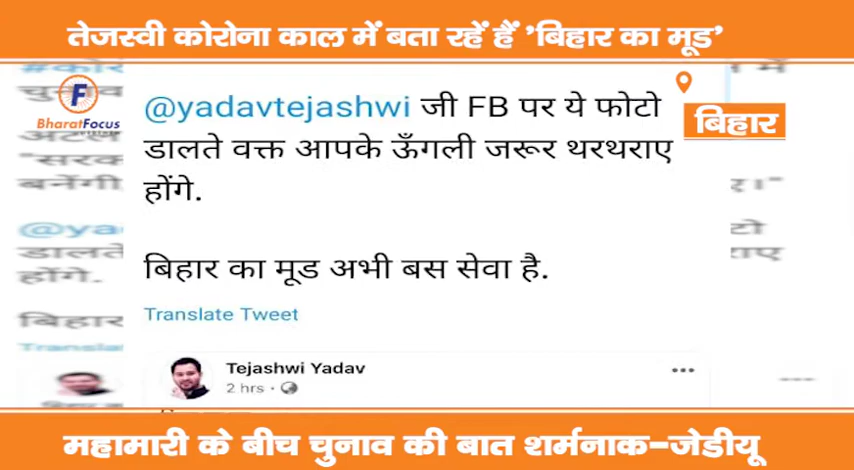 तेजस्वी कोरोना काल में बता रहें हैं 'बिहार का मूड'
BharatFocus
बिहार
@yadavtejashwi जी FB पर ये फोटो
डालते वक्त आपके ऊँगली जरूर थरथराए
होंगे.
बिहार का मूड अभी बस सेवा है.
Translate Tweet
Tejashwi Yadav
2 hrs
महामारी के बीच चुनाव की बात शर्मनाक-जेडीयू